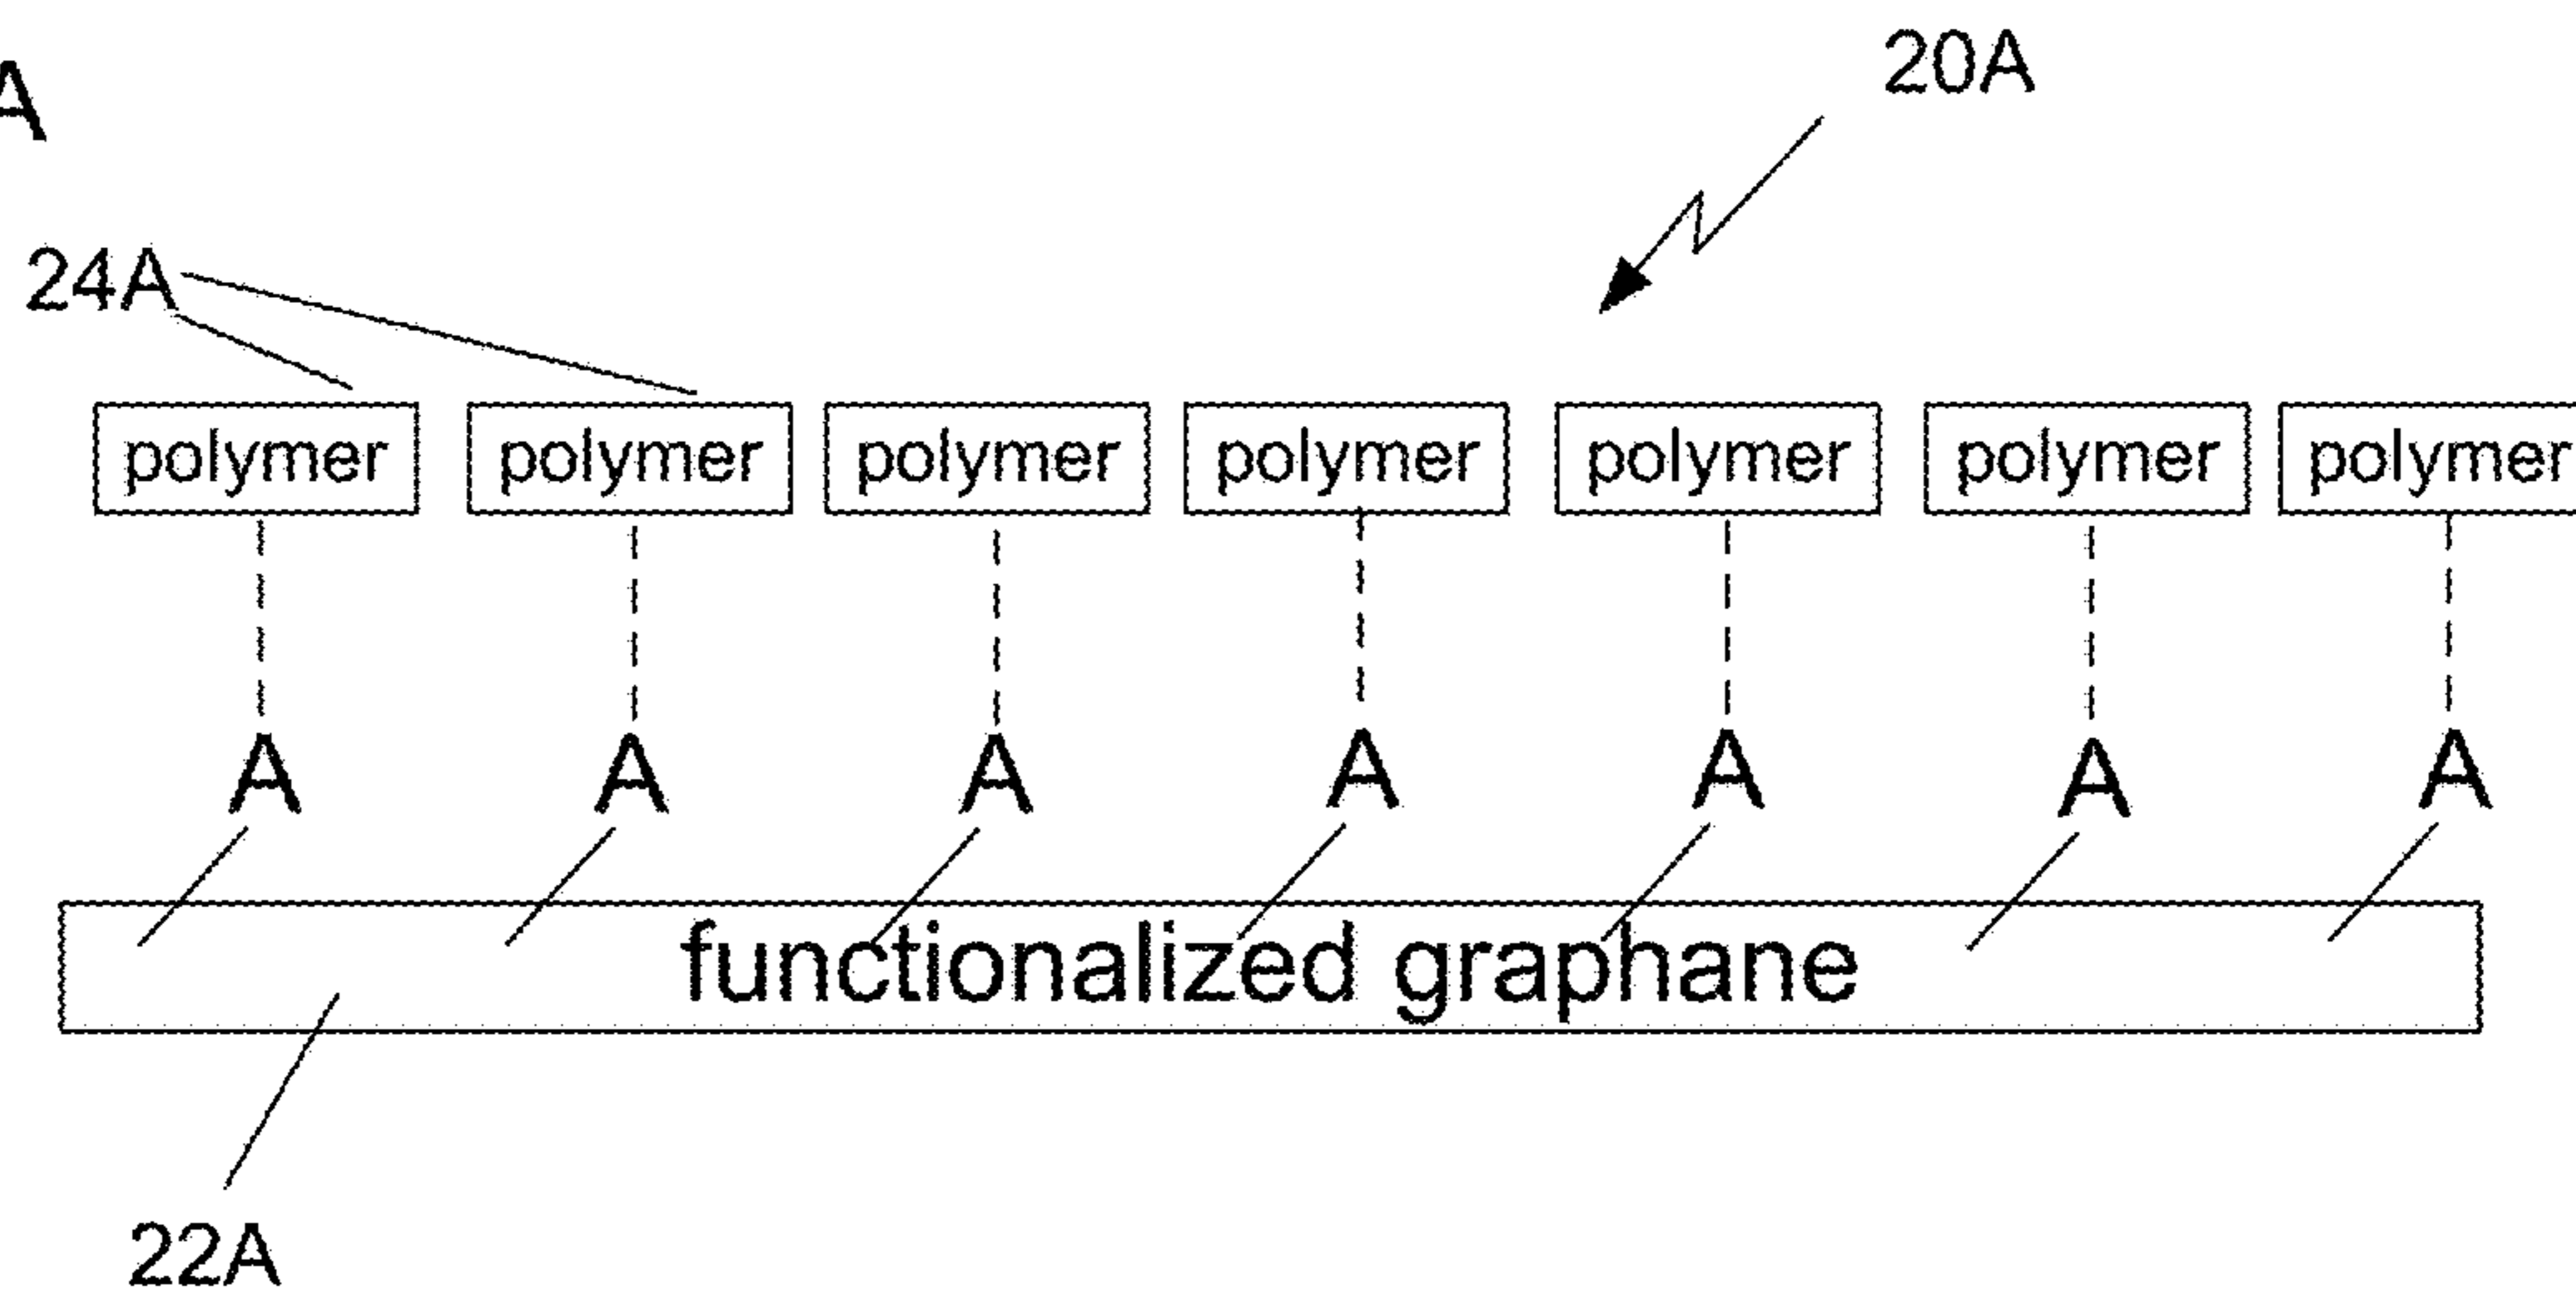 A
20A
24A
polymer polymer polymer polymer polymer polymer polymer
A A A A A A A
functionalized graphane
22A